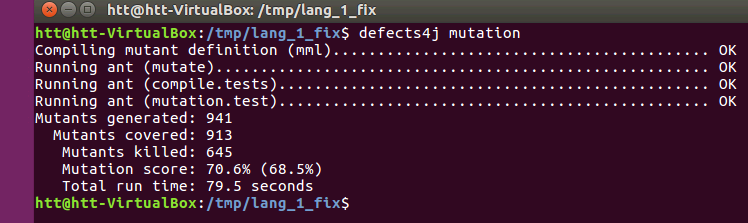 htt@htt-VirtualBox: /tmp/lang_1_fix
htt@htt-VirtualBox:/tmp/lang_1_fix$ defects4j mutation
Compiling mutant definition (mml)............................................. OK
Running ant (mutate).......................................................... OK
Running ant (compile.tests)................................................... OK
Running ant (mutation.test)................................................... OK
Mutants generated: 941
  Mutants covered: 913
   Mutants killed: 645
   Mutation score: 70.6% (68.5%)
   Total run time: 79.5 seconds
htt@htt-VirtualBox:/tmp/lang_1_fix$